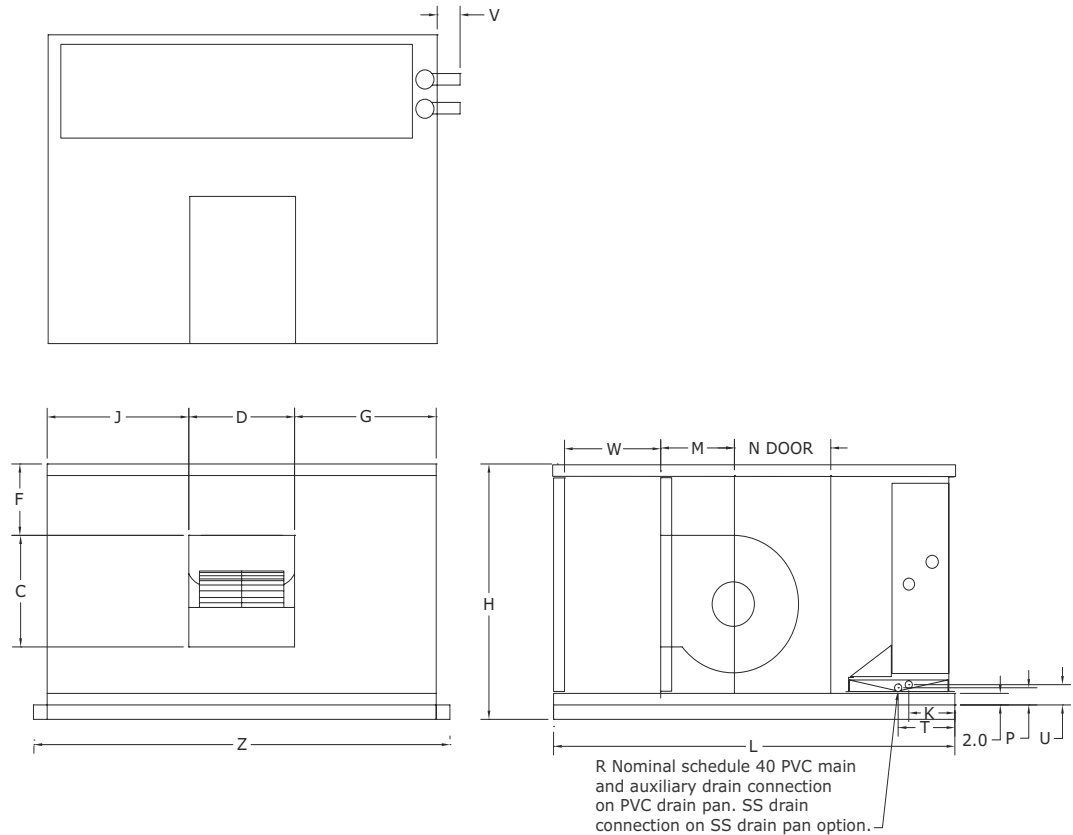 V
J
D
G
F
C
Z
W
M
N DOOR
H
K
T
2.0
P
U
L
R Nominal schedule 40 PVC main
and auxiliary drain connection
on PVC drain pan. SS drain
connection on SS drain pan option.